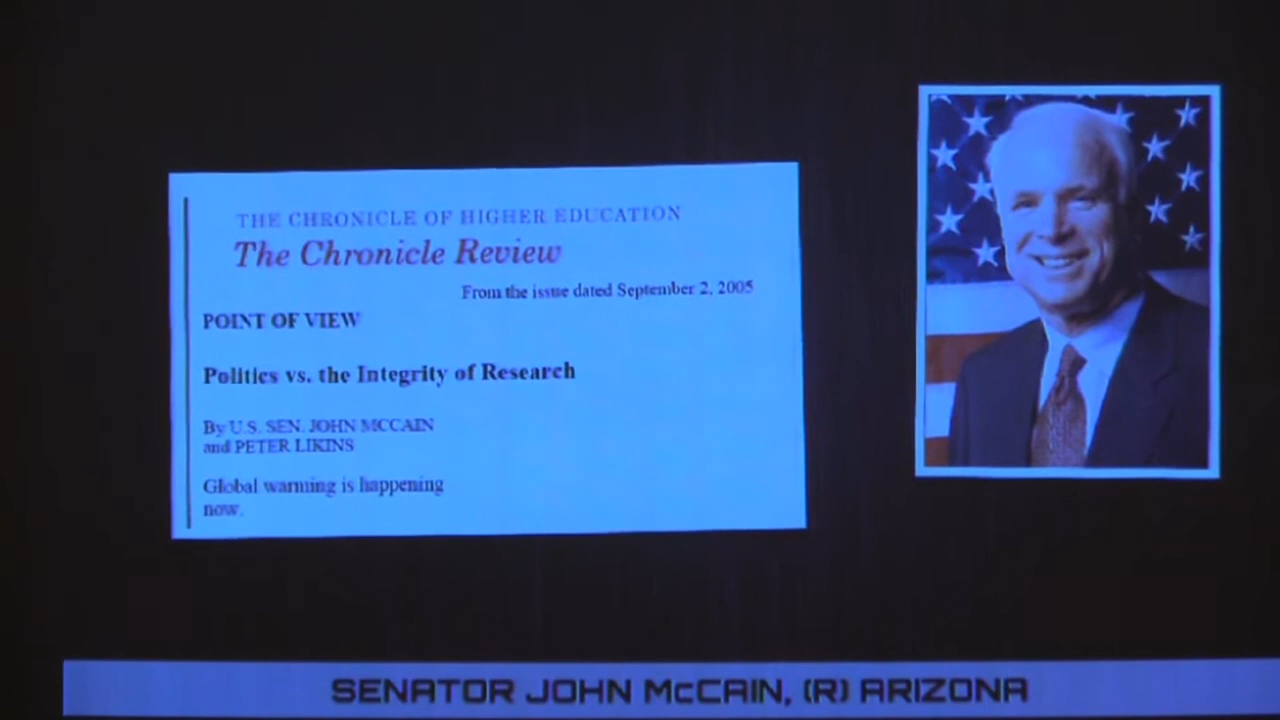 THE CHRONICLE OF HIGHER EDUCATION
The Chronicle Review
From the issue dated September 2, 2005
POINT OF VIEW
Politics vs. the Integrity of Research
By U.S. SEN. JOHN MCCAIN
and PETER LIKINS
Global warming is happening
now.
SENATOR JOHN McCAIN, (R) ARIZONA